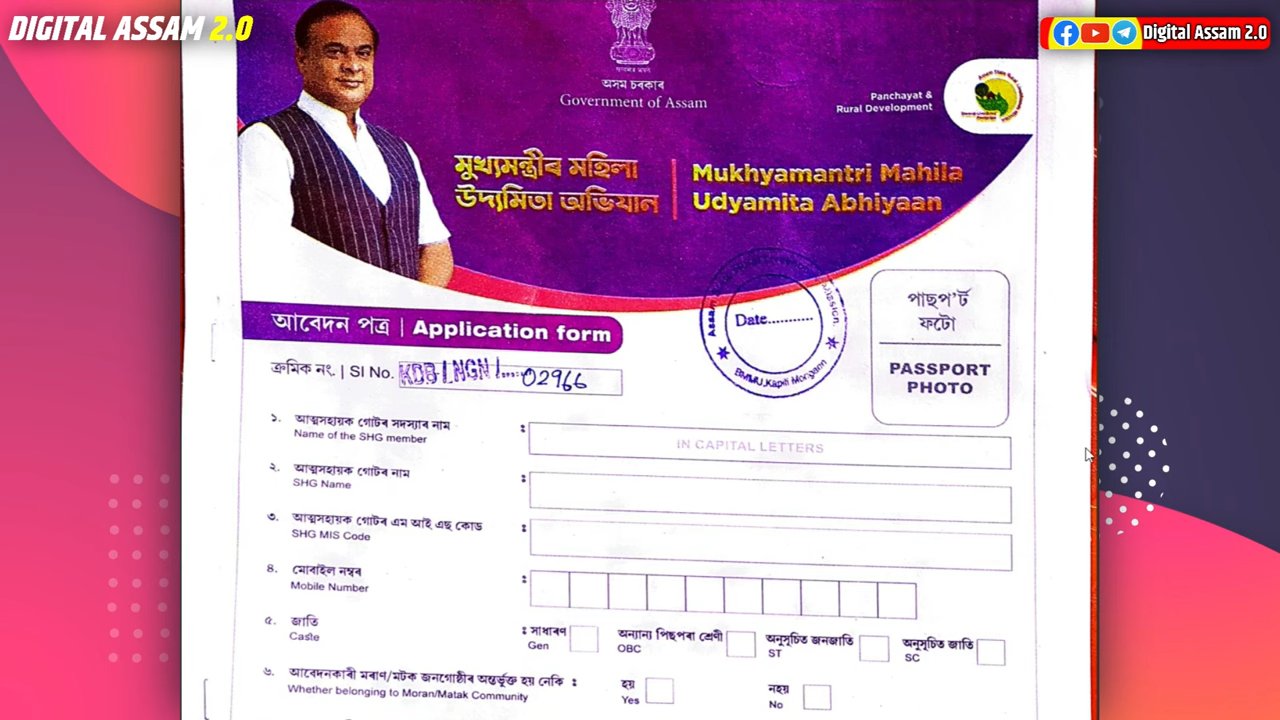 DIGITAL ASSAM 2.0
Digital Assam 2.0
অসম চৰকাৰ
Government of Assam
Panchayat &
Rural Development
মুখ্যমন্ত্ৰীৰ মহিলা
উদ্যমিতা অভিযান
Mukhyamantri Mahila
Udyamita Abhiyaan
Date...........
BMMU, Kapili Morigaon
পাছপ'ৰ্ট
ফটো
PASSPORT
PHOTO
আবেদন পত্ৰ | Application form
ক্ৰমিক নং. | Sl No. KDB/NGN/.....02966
১. আত্মসহায়ক গোটৰ সদস্যাৰ নাম :
Name of the SHG member
IN CAPITAL LETTERS
২. আত্মসহায়ক গোটৰ নাম :
SHG Name
৩. আত্মসহায়ক গোটৰ এম আই এছ কোড :
SHG MIS Code
৪. মোবাইল নম্বৰ :
Mobile Number
৫. জাতি : সাধাৰণ অন্যান্য পিছপৰা শ্ৰেণী অনুসূচিত জনজাতি অনুসূচিত জাতি
Caste Gen OBC ST SC
৬. আবেদনকাৰী মৰাণ/মটক জনগোষ্ঠীৰ অন্তৰ্ভুক্ত হয় নেকি : হয় নহয়
Whether belonging to Moran/Matak Community Yes No